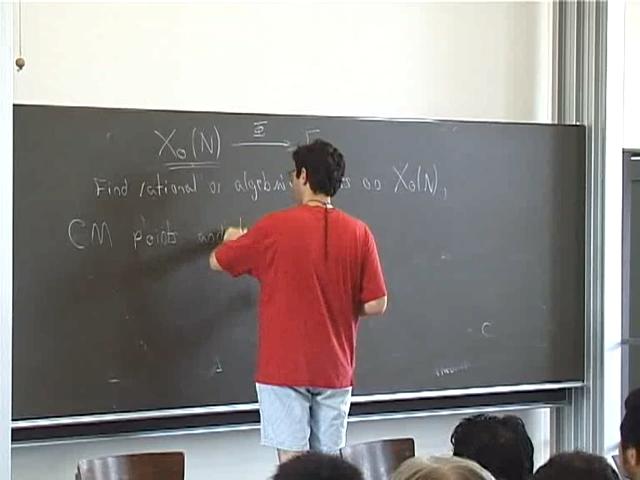 X₀(N) —Φ→ E
Find rational or algebraic on X₀(N),
CM points and
C